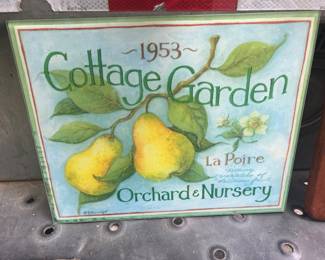 ~1953~
Cottage Garden
La Poire
Orchard & Nursery